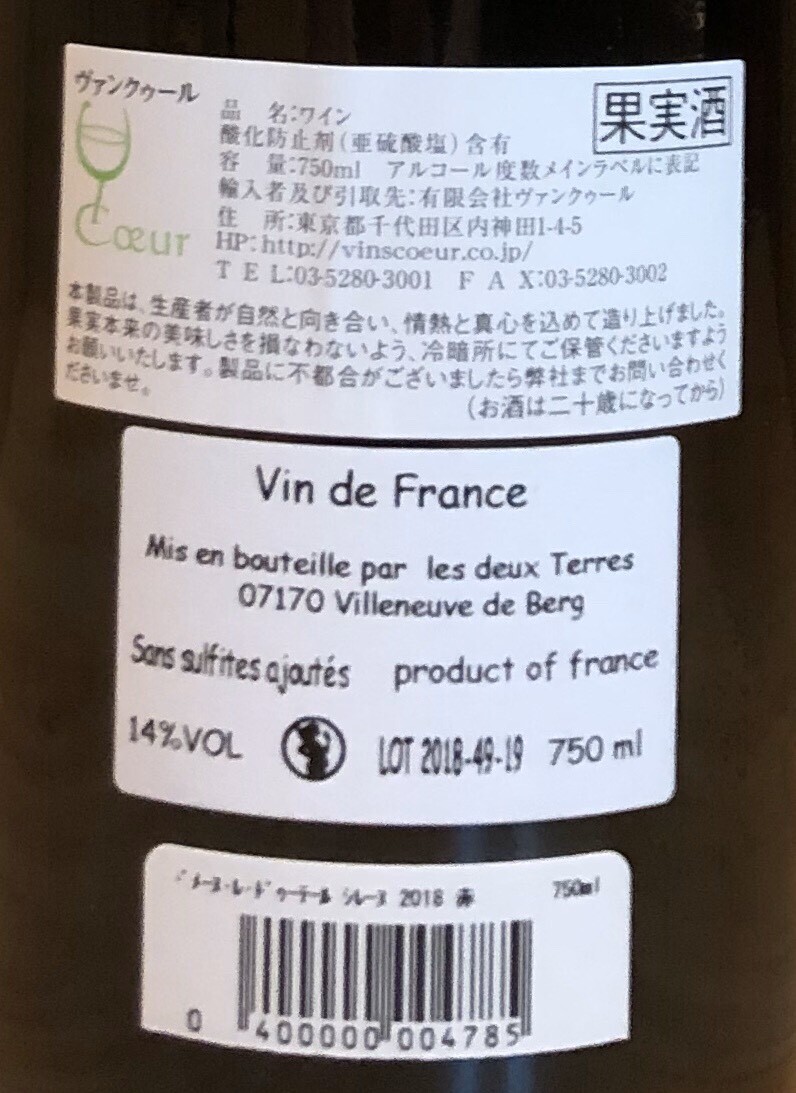 ヴァンクゥール
Cœur
果実酒
品 名:ワイン
酸化防止剤(亜硫酸塩)含有
容 量:750ml アルコール度数メインラベルに表記
輸入者及び引取先:有限会社ヴァンクゥール
住 所:東京都千代田区内神田1-4-5
HP:http://vinscoeur.co.jp/
T E L:03-5280-3001 F A X:03-5280-3002
本製品は、生産者が自然と向き合い、情熱と真心を込めて造り上げました。
果実本来の美味しさを損なわないよう、冷暗所にてご保管くださいますよう
お願いいたします。製品に不都合がございましたら弊社までお問い合わせく
ださいませ。
(お酒は二十歳になってから)
Vin de France
Mis en bouteille par les deux Terres
07170 Villeneuve de Berg
Sans sulfites ajoutés product of france
14%VOL LOT 2018-49-19 750 ml
ドメーヌ・レ・ドゥーテール シレーヌ 2018 赤 750ml
0 400000 004785